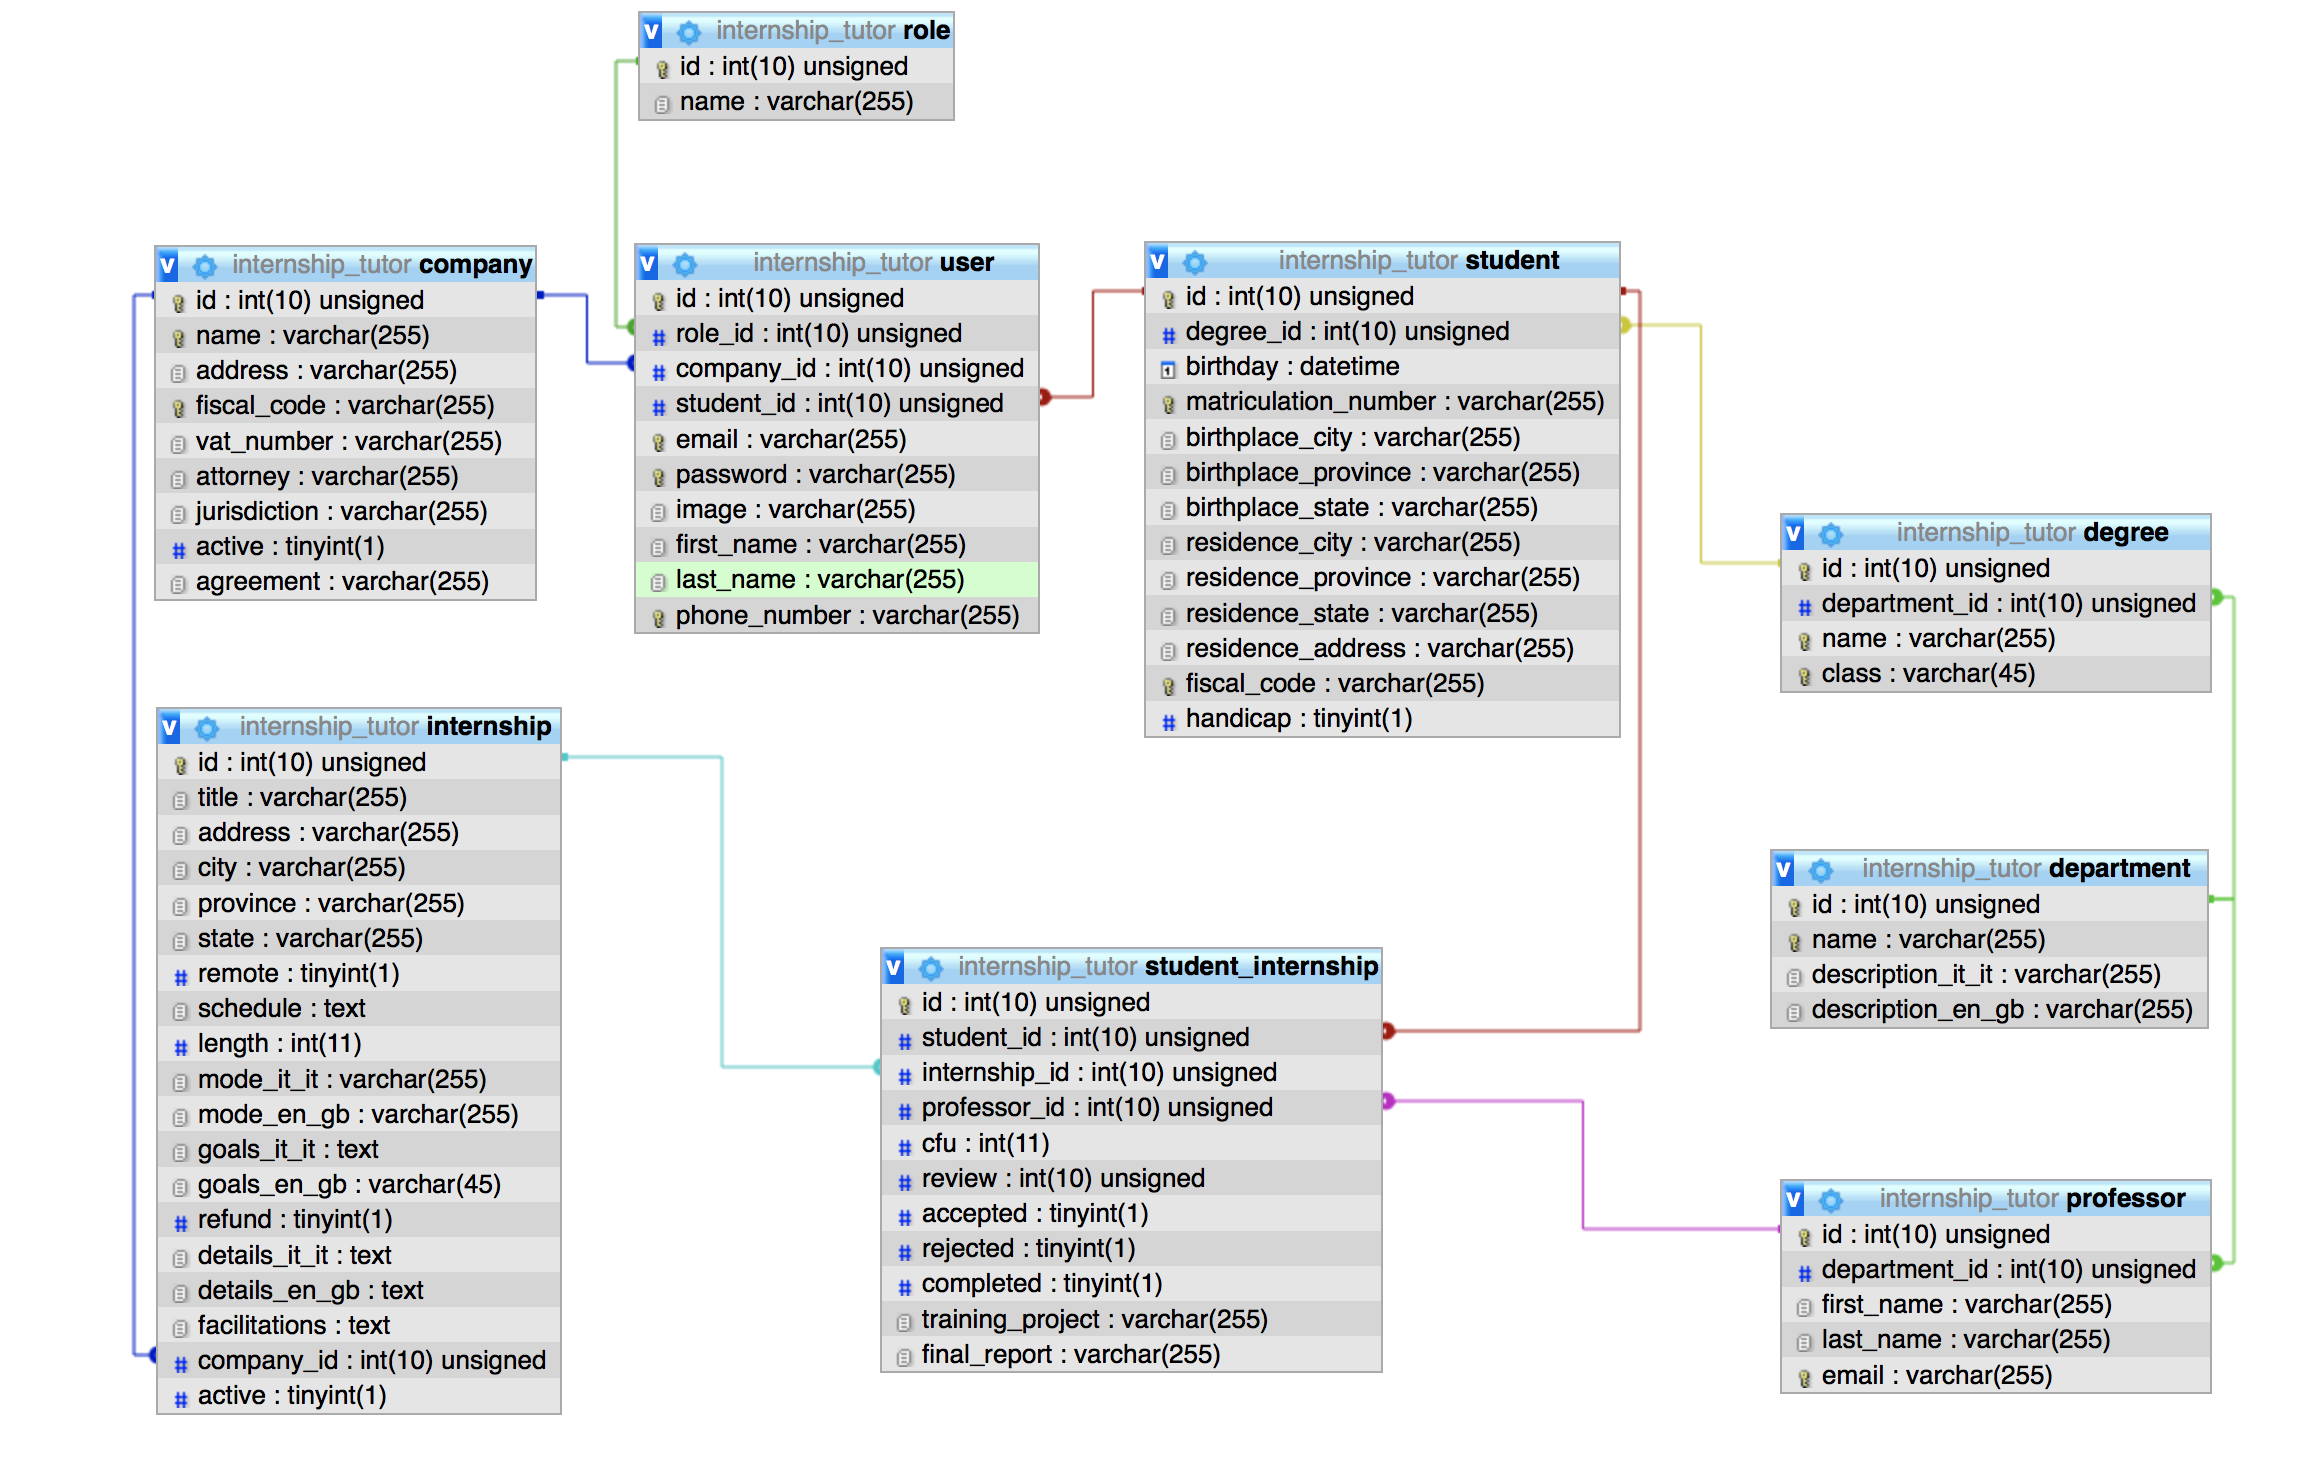 internship_tutor role
id : int(10) unsigned
name : varchar(255)
internship_tutor company
id : int(10) unsigned
name : varchar(255)
address : varchar(255)
fiscal_code : varchar(255)
vat_number : varchar(255)
attorney : varchar(255)
jurisdiction : varchar(255)
active : tinyint(1)
agreement : varchar(255)
internship_tutor user
id : int(10) unsigned
role_id : int(10) unsigned
company_id : int(10) unsigned
student_id : int(10) unsigned
email : varchar(255)
password : varchar(255)
image : varchar(255)
first_name : varchar(255)
last_name : varchar(255)
phone_number : varchar(255)
internship_tutor student
id : int(10) unsigned
degree_id : int(10) unsigned
birthday : datetime
matriculation_number : varchar(255)
birthplace_city : varchar(255)
birthplace_province : varchar(255)
birthplace_state : varchar(255)
residence_city : varchar(255)
residence_province : varchar(255)
residence_state : varchar(255)
residence_address : varchar(255)
fiscal_code : varchar(255)
handicap : tinyint(1)
internship_tutor degree
id : int(10) unsigned
department_id : int(10) unsigned
name : varchar(255)
class : varchar(45)
internship_tutor internship
id : int(10) unsigned
title : varchar(255)
address : varchar(255)
city : varchar(255)
province : varchar(255)
state : varchar(255)
remote : tinyint(1)
schedule : text
length : int(11)
mode_it_it : varchar(255)
mode_en_gb : varchar(255)
goals_it_it : text
goals_en_gb : varchar(45)
refund : tinyint(1)
details_it_it : text
details_en_gb : text
facilitations : text
company_id : int(10) unsigned
active : tinyint(1)
internship_tutor student_internship
id : int(10) unsigned
student_id : int(10) unsigned
internship_id : int(10) unsigned
professor_id : int(10) unsigned
cfu : int(11)
review : int(10) unsigned
accepted : tinyint(1)
rejected : tinyint(1)
completed : tinyint(1)
training_project : varchar(255)
final_report : varchar(255)
internship_tutor department
id : int(10) unsigned
name : varchar(255)
description_it_it : varchar(255)
description_en_gb : varchar(255)
internship_tutor professor
id : int(10) unsigned
department_id : int(10) unsigned
first_name : varchar(255)
last_name : varchar(255)
email : varchar(255)